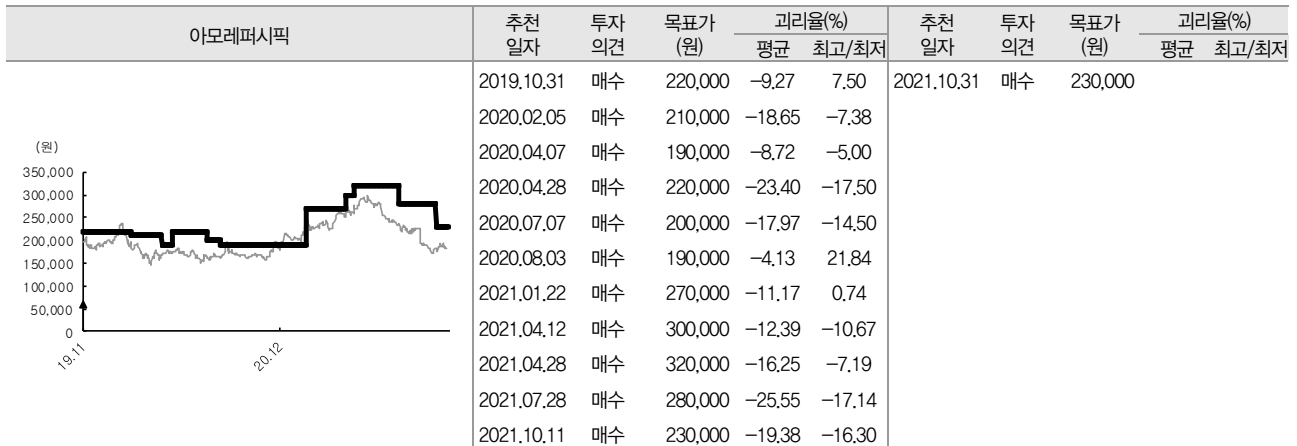 아모레퍼시픽
추천 일자 투자 의견 목표가 (원) 괴리율(%) 평균 최고/최저 추천 일자 투자 의견 목표가 (원) 괴리율(%) 평균 최고/최저
2019.10.31 매수 220,000 -9.27 7.50 2021.10.31 매수 230,000
2020.02.05 매수 210,000 -18.65 -7.38
2020.04.07 매수 190,000 -8.72 -5.00
2020.04.28 매수 220,000 -23.40 -17.50
2020.07.07 매수 200,000 -17.97 -14.50
2020.08.03 매수 190,000 -4.13 21.84
2021.01.22 매수 270,000 -11.17 0.74
2021.04.12 매수 300,000 -12.39 -10.67
2021.04.28 매수 320,000 -16.25 -7.19
2021.07.28 매수 280,000 -25.55 -17.14
2021.10.11 매수 230,000 -19.38 -16.30
(원)
350,000
300,000
250,000
200,000
150,000
100,000
50,000
0
19.11
20.12